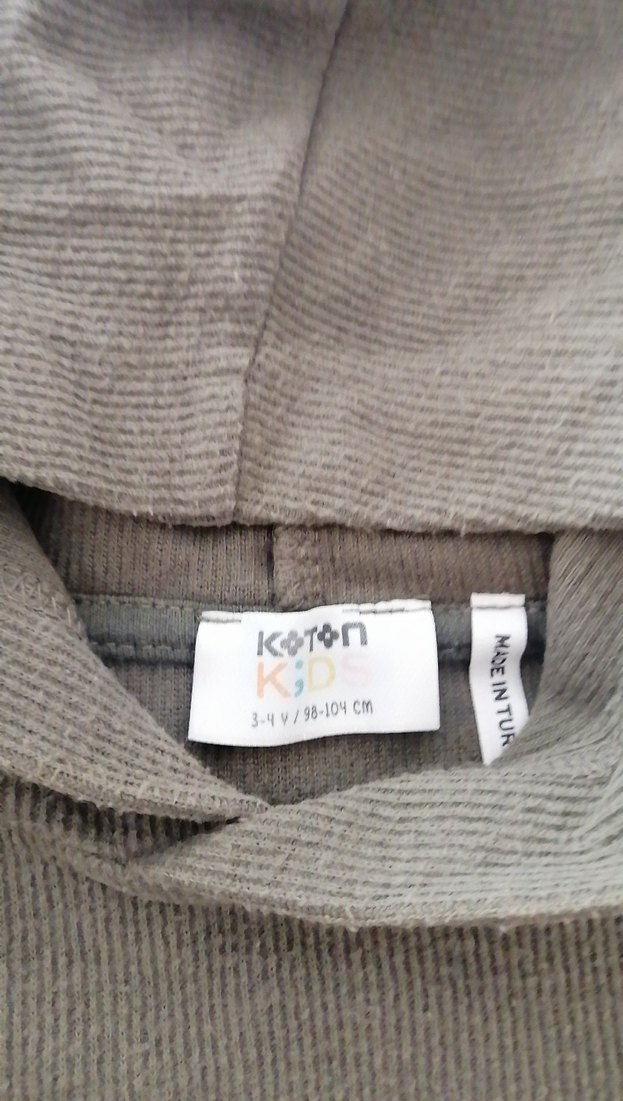 KOTON
KIDS
3-4 Y / 98-104 CM
MADE IN TUR